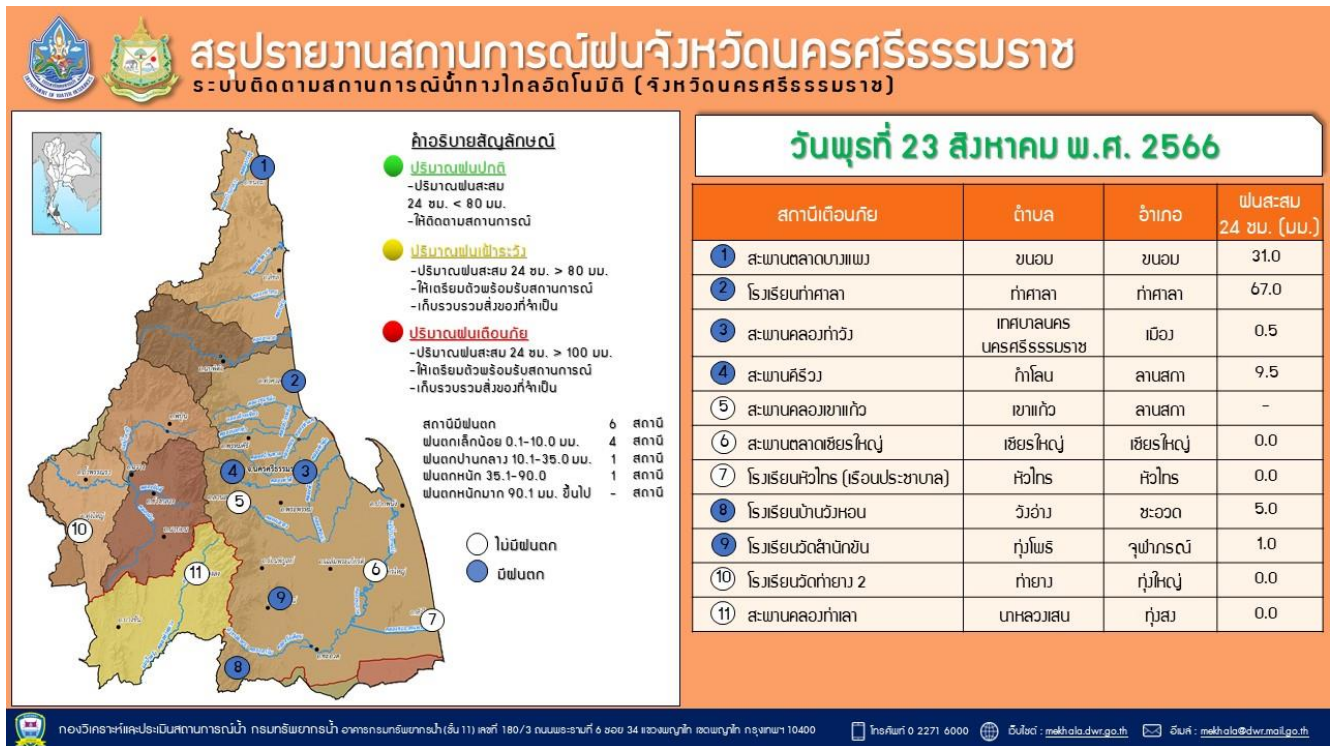 สรุปรายงานสถานการณ์ฝนจังหวัดนครศรีธรรมราช
ระบบติดตามสถานการณ์น้ำทางไกลอัตโนมัติ (จังหวัดนครศรีธรรมราช)
คำอธิบายสัญลักษณ์
ปริมาณฝนปกติ
-ปริมาณฝนสะสม
24 ชม. < 80 มม.
-ให้ติดตามสถานการณ์
ปริมาณฝนเฝ้าระวัง
-ปริมาณฝนสะสม 24 ชม. > 80 มม.
-ให้เตรียมตัวพร้อมรับสถานการณ์
-เก็บรวบรวมสิ่งของที่จำเป็น
ปริมาณฝนเตือนภัย
-ปริมาณฝนสะสม 24 ชม. > 100 มม.
-ให้เตรียมตัวพร้อมรับสถานการณ์
-เก็บรวบรวมสิ่งของที่จำเป็น
สถานีมีฝนตก 6 สถานี
ฝนตกเล็กน้อย 0.1-10.0 มม. 4 สถานี
ฝนตกปานกลาง 10.1-35.0 มม. 1 สถานี
ฝนตกหนัก 35.1-90.0 1 สถานี
ฝนตกหนักมาก 90.1 มม. ขึ้นไป - สถานี
ไม่มีฝนตก
มีฝนตก
1
2
4
3
5
10
11
6
9
7
8
วันพุธที่ 23 สิงหาคม พ.ศ. 2566
สถานีเตือนภัย ตำบล อำเภอ ฝนสะสม
24 ชม. (มม.)
1 สะพานตลาดบางแพง ขนอม ขนอม 31.0
2 โรงเรียนท่าศาลา ท่าศาลา ท่าศาลา 67.0
3 สะพานคลองท่าวัง เทศบาลนคร
นครศรีธรรมราช เมือง 0.5
4 สะพานคีรีวง กำโลน ลานสกา 9.5
5 สะพานคลองเขาแก้ว เขาแก้ว ลานสกา -
6 สะพานตลาดเชียรใหญ่ เชียรใหญ่ เชียรใหญ่ 0.0
7 โรงเรียนหัวไทร (เรือนประชาบาล) หัวไทร หัวไทร 0.0
8 โรงเรียนบ้านวังหอน วังอ่าง ชะอวด 5.0
9 โรงเรียนวัดสำนักขัน ทุ่งโพธิ จุฬาภรณ์ 1.0
10 โรงเรียนวัดท่ายาง 2 ท่ายาง ทุ่งใหญ่ 0.0
11 สะพานคลองท่าเลา นาหลวงเสน ทุ่งสง 0.0
กองวิเคราะห์และประเมินสถานการณ์น้ำ กรมทรัพยากรน้ำ อาคารกรมทรัพยากรน้ำ (ชั้น 11) เลขที่ 180/3 ถนนพระรามที่ 6 ซอย 34 แขวงพญาไท เขตพญาไท กรุงเทพฯ 10400 โทรศัพท์ 0 2271 6000 เว็บไซต์ : mekhala.dwr.go.th อีเมล์ : mekhala@dwr.mail.go.th